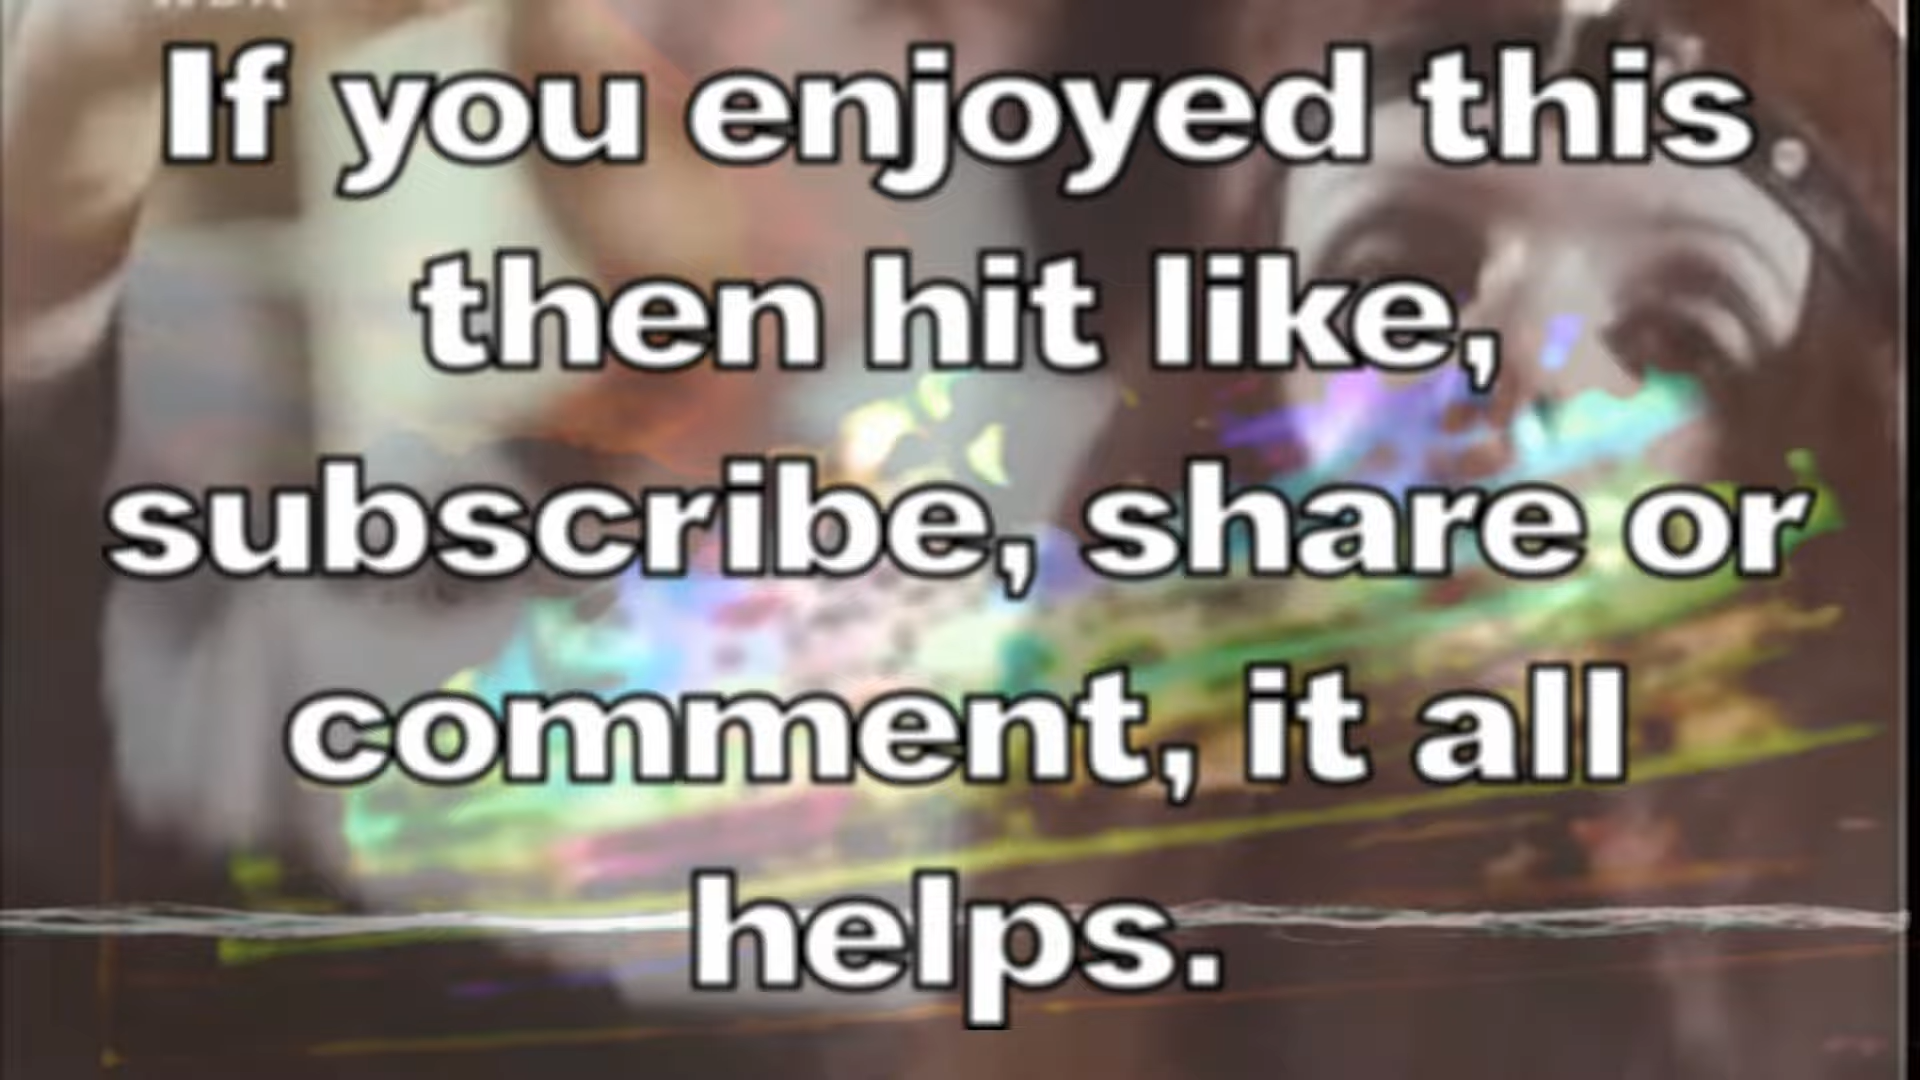 If you enjoyed this
then hit like,
subscribe, share or
comment, it all
helps.